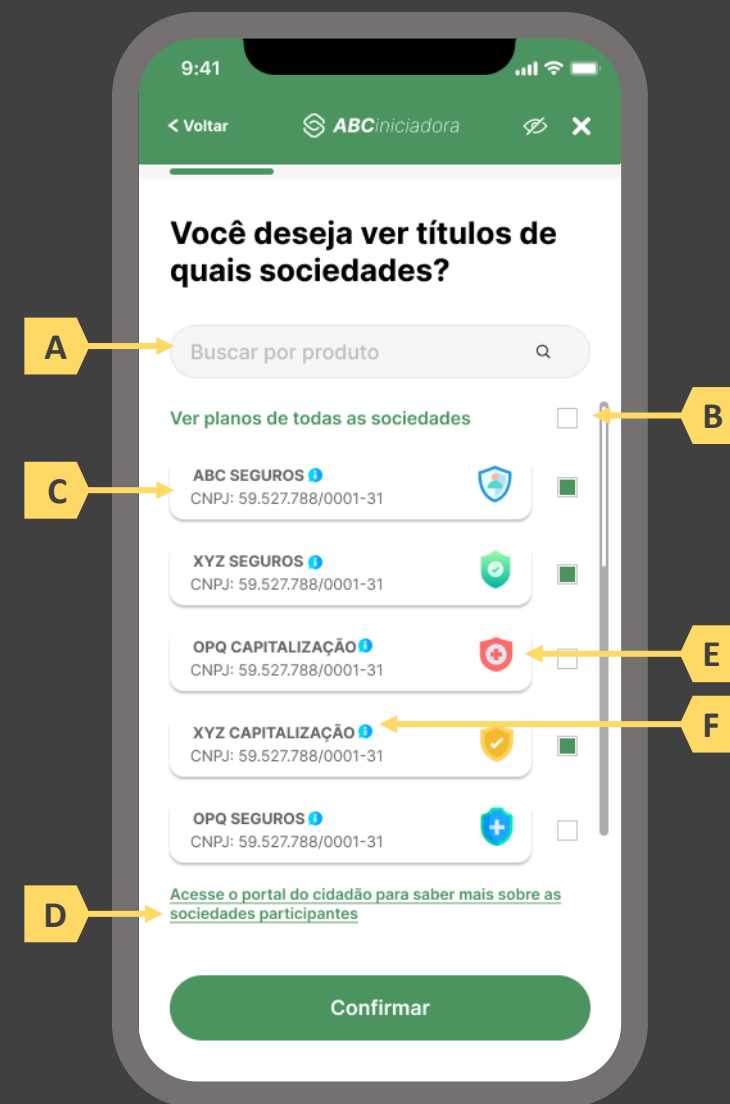 9:41
< Voltar
ABCiniciadora
Você deseja ver títulos de
quais sociedades?
A
Buscar por produto
Ver planos de todas as sociedades
B
C
ABC SEGUROS
CNPJ: 59.527.788/0001-31
XYZ SEGUROS
CNPJ: 59.527.788/0001-31
OPQ CAPITALIZAÇÃO
CNPJ: 59.527.788/0001-31
E
XYZ CAPITALIZAÇÃO
CNPJ: 59.527.788/0001-31
F
OPQ SEGUROS
CNPJ: 59.527.788/0001-31
D
Acesse o portal do cidadão para saber mais sobre as
sociedades participantes
Confirmar